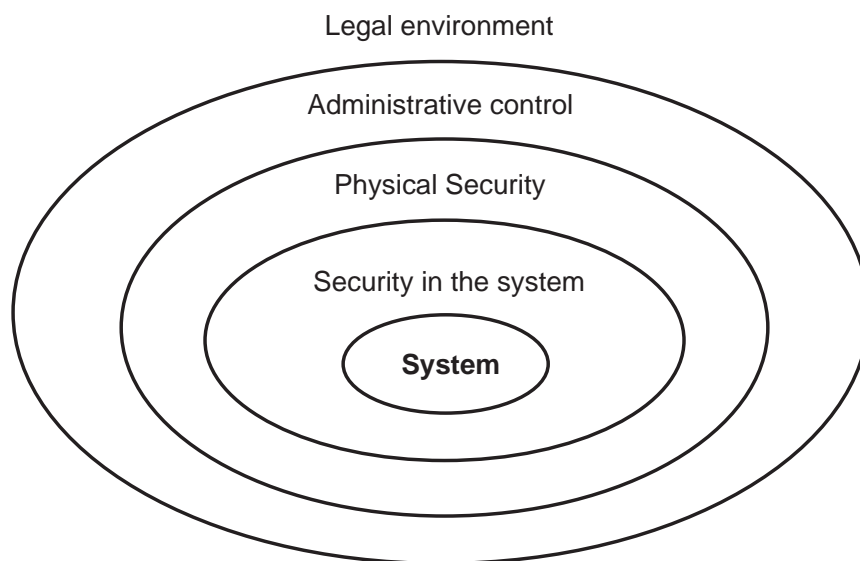 Legal environment
Administrative control
Physical Security
Security in the system
System